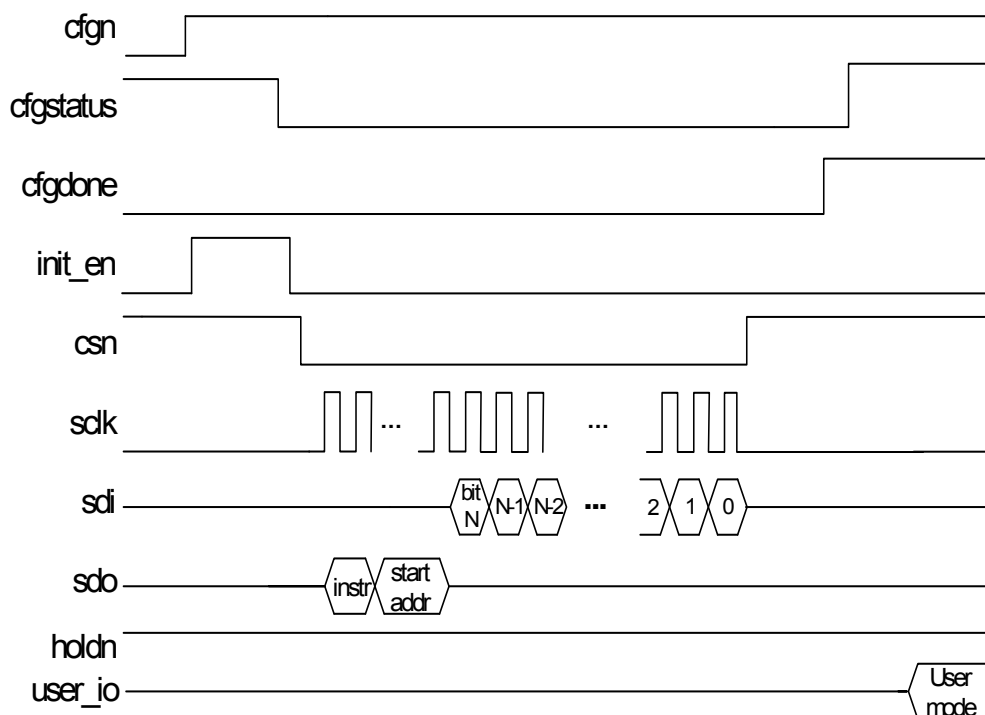 cfgn
cfgstatus
cfgdone
init_en
csn
sclk
... ...
sdi
bit
N
N-1
N-2
...
2
1
0
sdo
instr
start
addr
holdn
user_io
User
mode